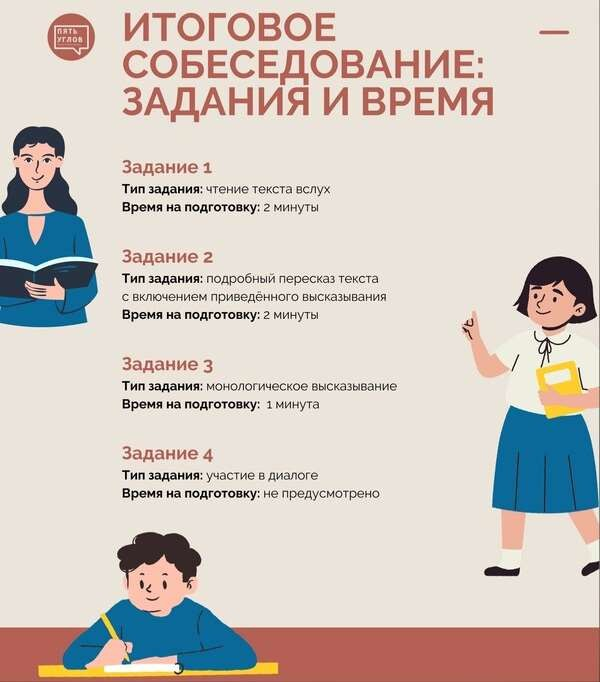 ПЯТЬ
УГЛОВ
ИТОГОВОЕ
СОБЕСЕДОВАНИЕ:
ЗАДАНИЯ И ВРЕМЯ
Задание 1
Тип задания: чтение текста вслух
Время на подготовку: 2 минуты
Задание 2
Тип задания: подробный пересказ текста
с включением приведённого высказывания
Время на подготовку: 2 минуты
Задание 3
Тип задания: монологическое высказывание
Время на подготовку: 1 минута
Задание 4
Тип задания: участие в диалоге
Время на подготовку: не предусмотрено